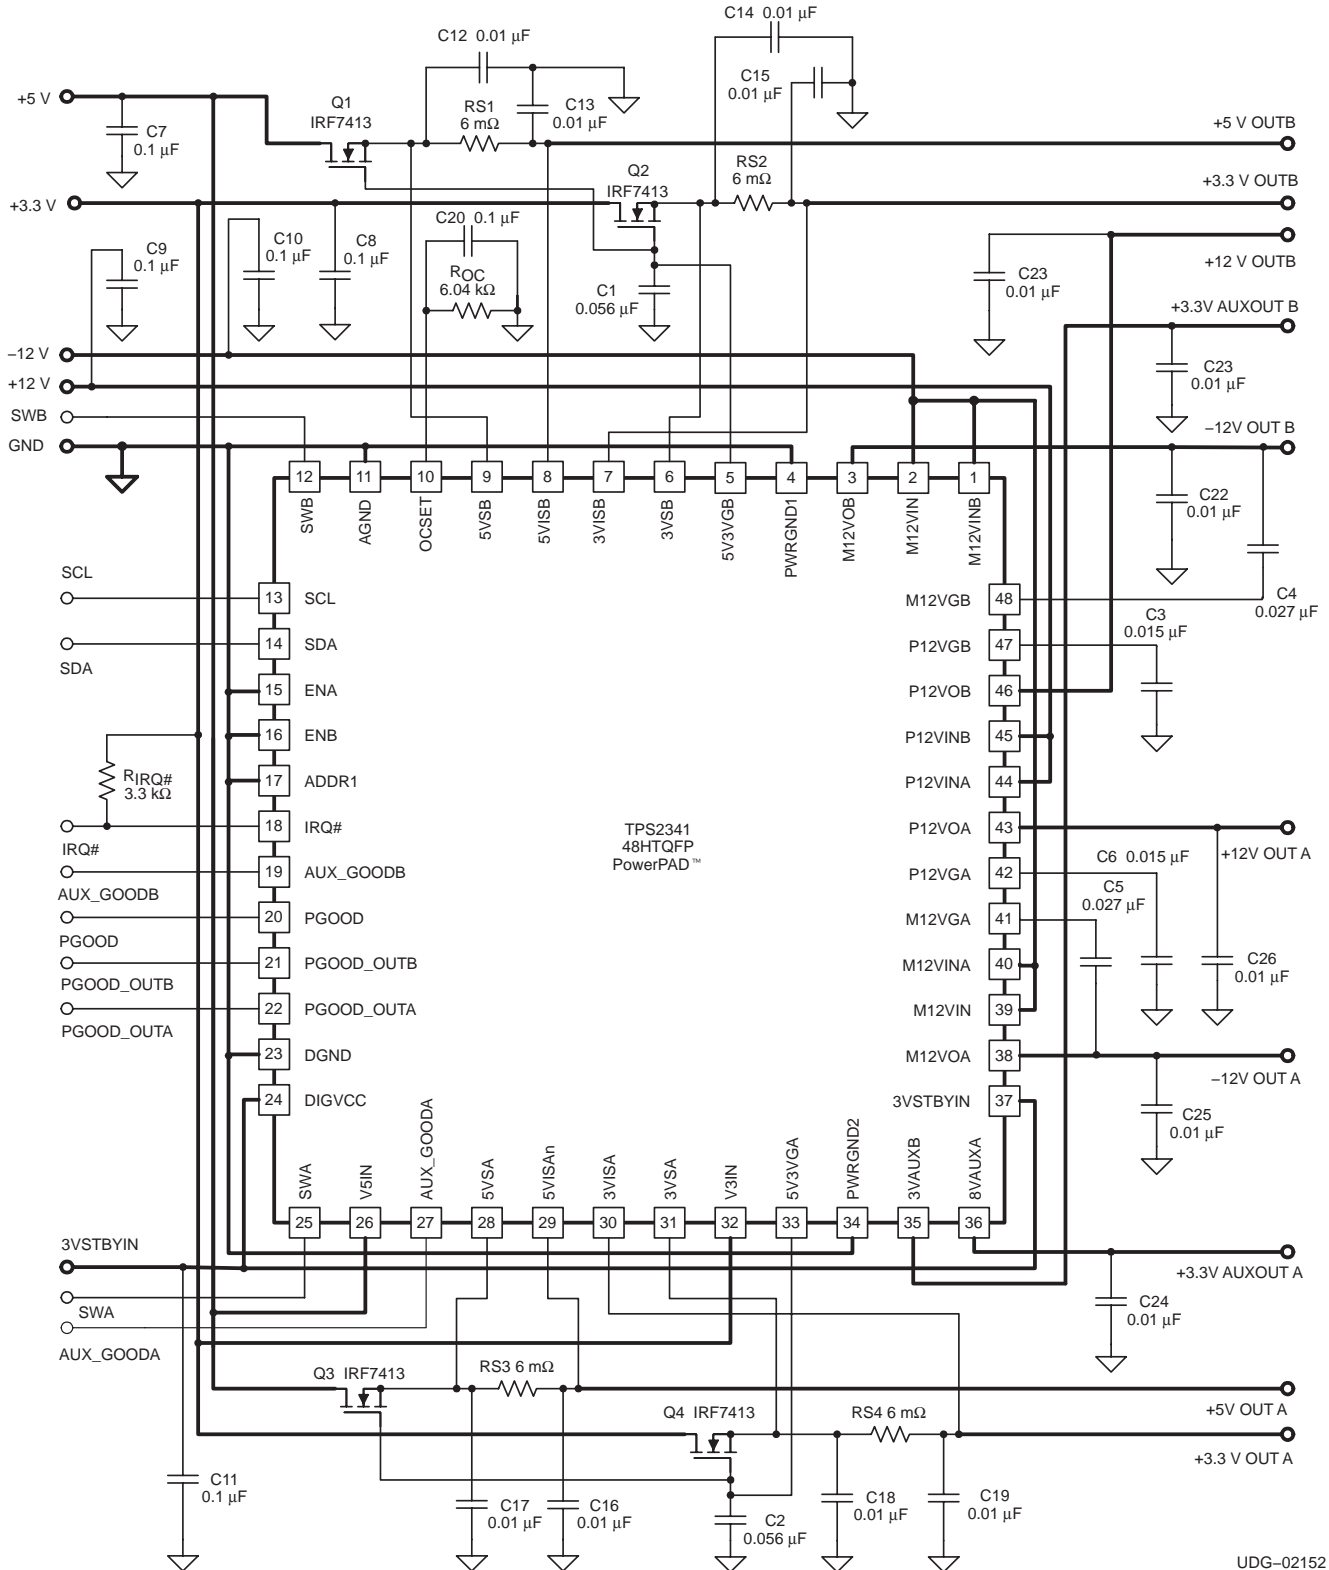 C14 0.01 µF
C12 0.01 µF
C15
0.01 µF
+5 V
Q1
IRF7413
RS1
6 mΩ
C13
0.01 µF
C7
0.1 µF
+5 V OUTB
RS2
6 mΩ
Q2
IRF7413
+3.3 V OUTB
+3.3 V
C20 0.1 µF
C10
0.1 µF
C8
0.1 µF
C9
0.1 µF
ROC
6.04 kΩ
C1
0.056 µF
C23
0.01 µF
+12 V OUTB
+3.3V AUXOUT B
–12 V
+12 V
C23
0.01 µF
SWB
GND
–12V OUT B
12
11
10
9
8
7
6
5
4
3
2
1
SWB
AGND
OCSET
5VSB
5VISB
3VISB
3VSB
5V3VGB
PWRGND1
M12VOB
M12VIN
M12VINB
C22
0.01 µF
C4
0.027 µF
C3
0.015 µF
SCL
13 SCL
M12VGB 48
14 SDA
P12VGB 47
SDA
15 ENA
P12VOB 46
16 ENB
P12VINB 45
RIRQ#
3.3 kΩ
17 ADDR1
P12VINA 44
18 IRQ#
P12VOA 43
IRQ#
+12V OUT A
TPS2341
48HTQFP
PowerPAD™
19 AUX_GOODB
P12VGA 42
C6 0.015 µF
AUX_GOODB
C5
0.027 µF
20 PGOOD
M12VGA 41
PGOOD
21 PGOOD_OUTB
M12VINA 40
C26
0.01 µF
PGOOD_OUTB
22 PGOOD_OUTA
M12VIN 39
PGOOD_OUTA
23 DGND
M12VOA 38
–12V OUT A
24 DIGVCC
3VSTBYIN 37
C25
0.01 µF
SWA
V5IN
AUX_GOODA
5VSA
5VISAn
3VISA
3VSA
V3IN
5V3VGA
PWRGND2
3VAUXB
8VAUXA
25
26
27
28
29
30
31
32
33
34
35
36
3VSTBYIN
+3.3V AUXOUT A
SWA
C24
0.01 µF
AUX_GOODA
Q3 IRF7413
RS3 6 mΩ
+5V OUT A
Q4 IRF7413
RS4 6 mΩ
+3.3 V OUT A
C11
0.1 µF
C17
0.01 µF
C16
0.01 µF
C2
0.056 µF
C18
0.01 µF
C19
0.01 µF
UDG–02152